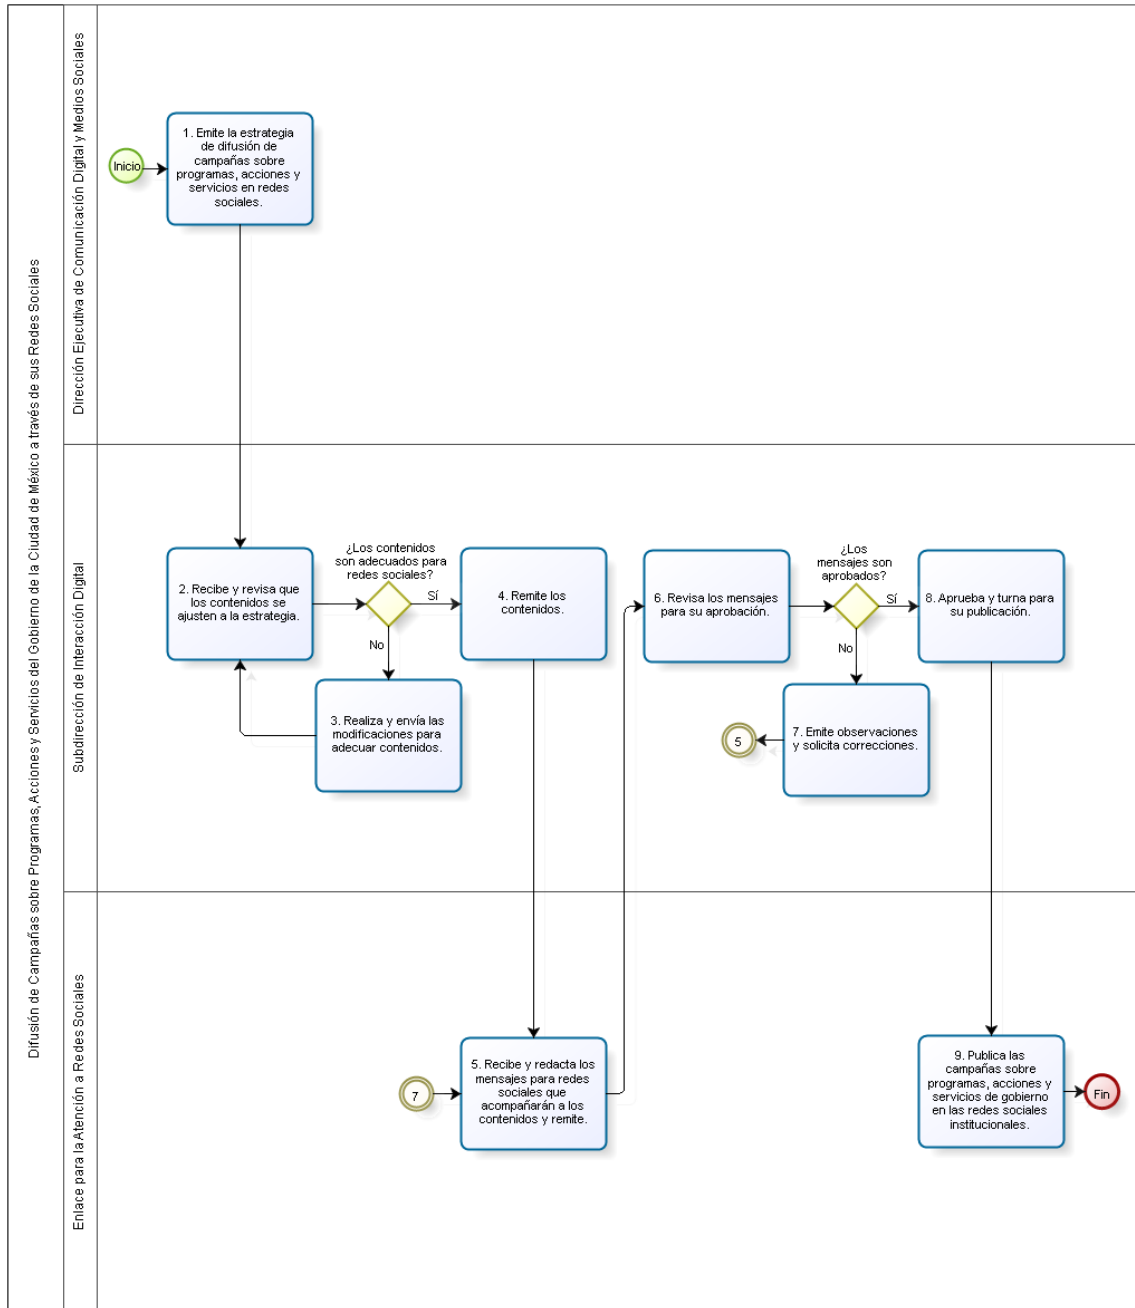 Difusión de Campañas sobre Programas, Acciones y Servicios del Gobierno de la Ciudad de México a través de sus Redes Sociales
Dirección Ejecutiva de Comunicación Digital y Medios Sociales
Inicio
1. Emite la estrategia
de difusión de
campañas sobre
programas, acciones y
servicios en redes
sociales.
Subdirección de Interacción Digital
2. Recibe y revisa que
los contenidos se
ajusten a la estrategia.
¿Los contenidos
son adecuados para
redes sociales?
Sí
No
3. Realiza y envía las
modificaciones para
adecuar contenidos.
4. Remite los
contenidos.
6. Revisa los mensajes
para su aprobación.
¿Los
mensajes son
aprobados?
Sí
No
7. Emite observaciones
y solicita correcciones.
5
8. Aprueba y turna para
su publicación.
Enlace para la Atención a Redes Sociales
7
5. Recibe y redacta los
mensajes para redes
sociales que
acompañarán a los
contenidos y remite.
9. Publica las
campañas sobre
programas, acciones y
servicios de gobierno
en las redes sociales
institucionales.
Fin